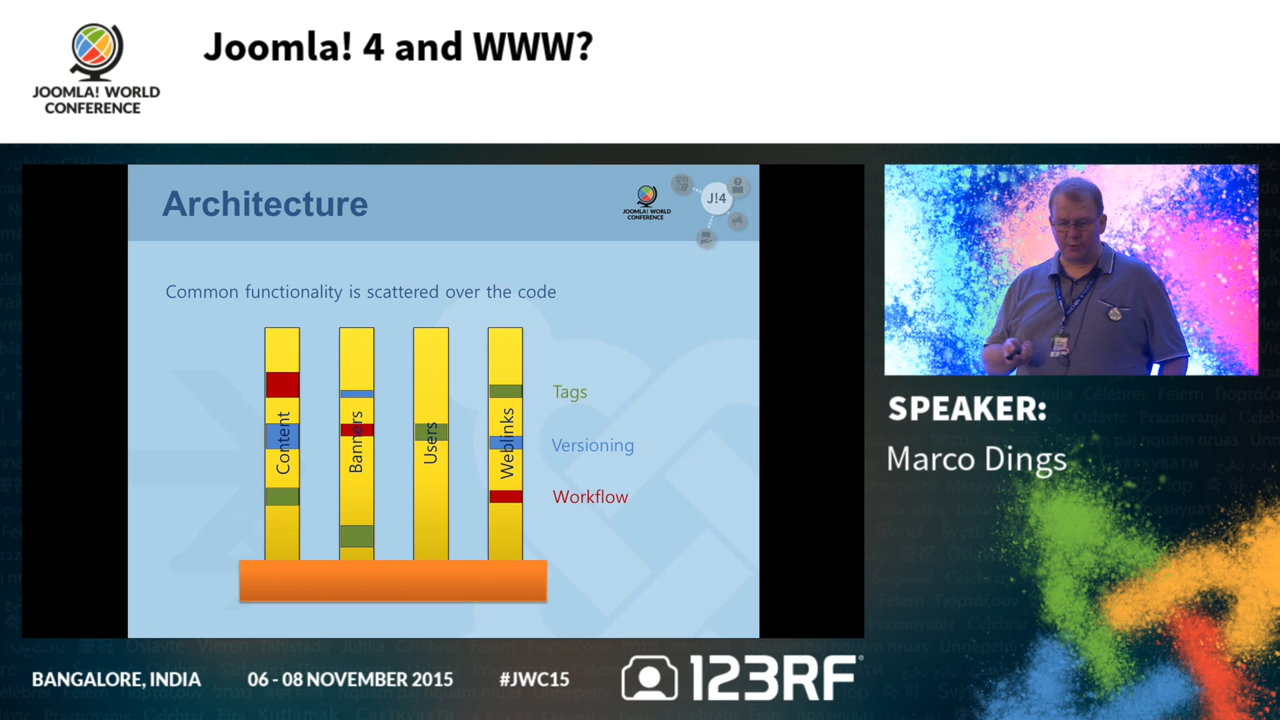 Joomla! 4 and WWW?
JOOMLA! WORLD
CONFERENCE
Architecture
JOOMLA! WORLD
CONFERENCE
J!4
Common functionality is scattered over the code
Content
Banners
Users
Weblinks
Tags
Versioning
Workflow
SPEAKER:
Marco Dings
BANGALORE, INDIA
06 - 08 NOVEMBER 2015
#JWC15
123RF